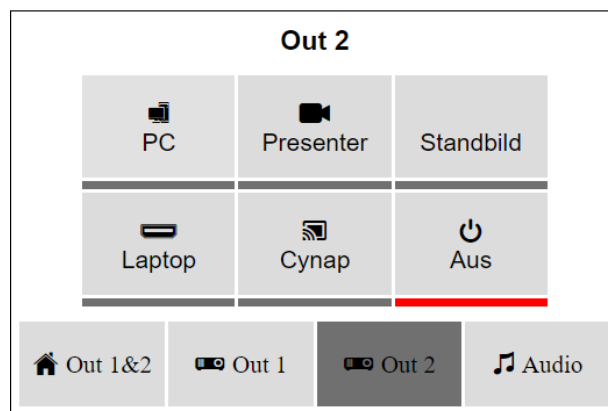 Out 2
PC
Presenter
Standbild
Laptop
Cynap
Aus
Out 1&2
Out 1
Out 2
Audio